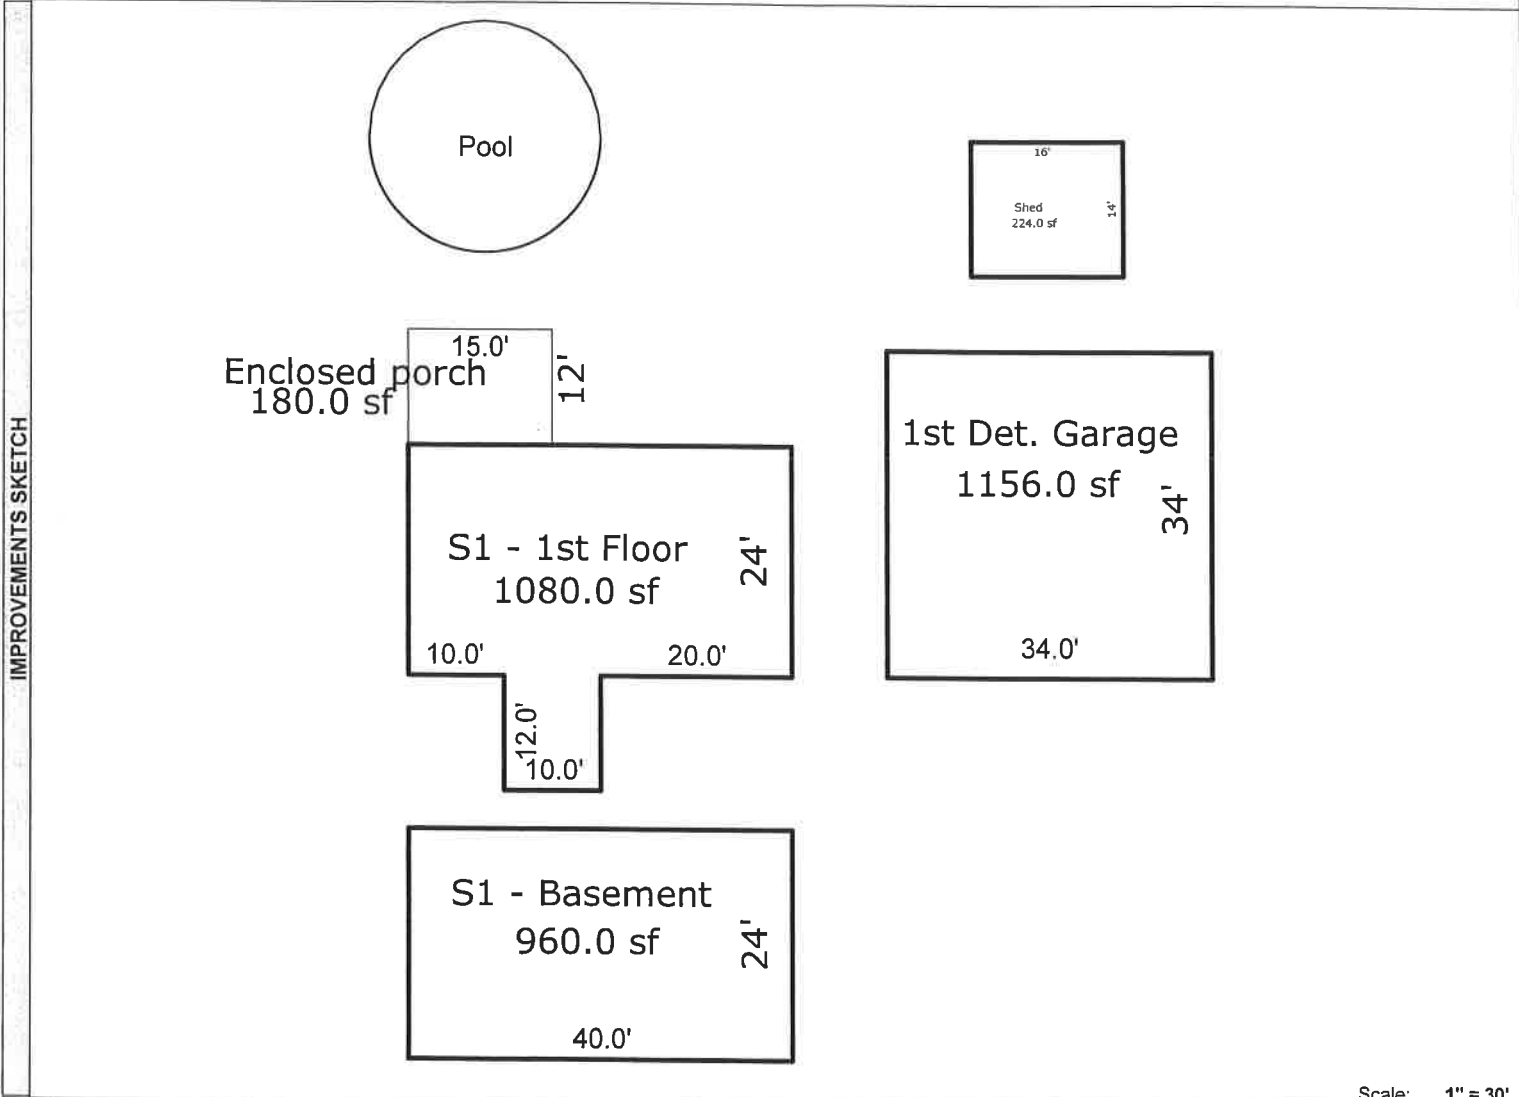 IMPROVEMENTS SKETCH
Pool
16'
Shed
224.0 sf
14'
15.0'
12'
Enclosed porch
180.0 sf
1st Det. Garage
1156.0 sf
34'
34.0'
S1 - 1st Floor
1080.0 sf
24'
10.0'
20.0'
12.0'
10.0'
S1 - Basement
960.0 sf
24'
40.0'
Scale: 1" = 30'